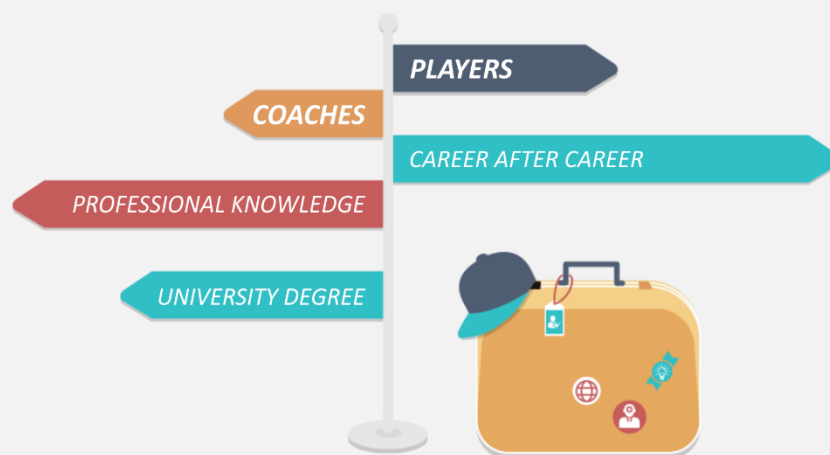 PLAYERS
COACHES
CAREER AFTER CAREER
PROFESSIONAL KNOWLEDGE
UNIVERSITY DEGREE